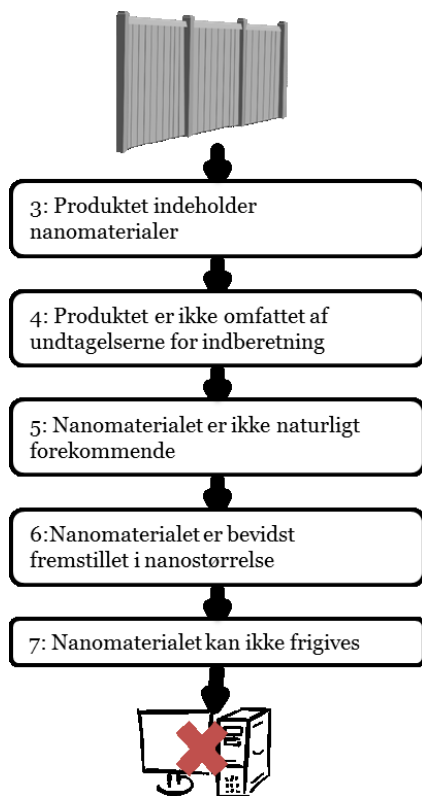 3: Produktet indeholder
nanomaterialer
4: Produktet er ikke omfattet af
undtagelserne for indberetning
5: Nanomaterialet er ikke naturligt
forekommende
6:Nanomaterialet er bevidst
fremstillet i nanostørrelse
7: Nanomaterialet kan ikke frigives